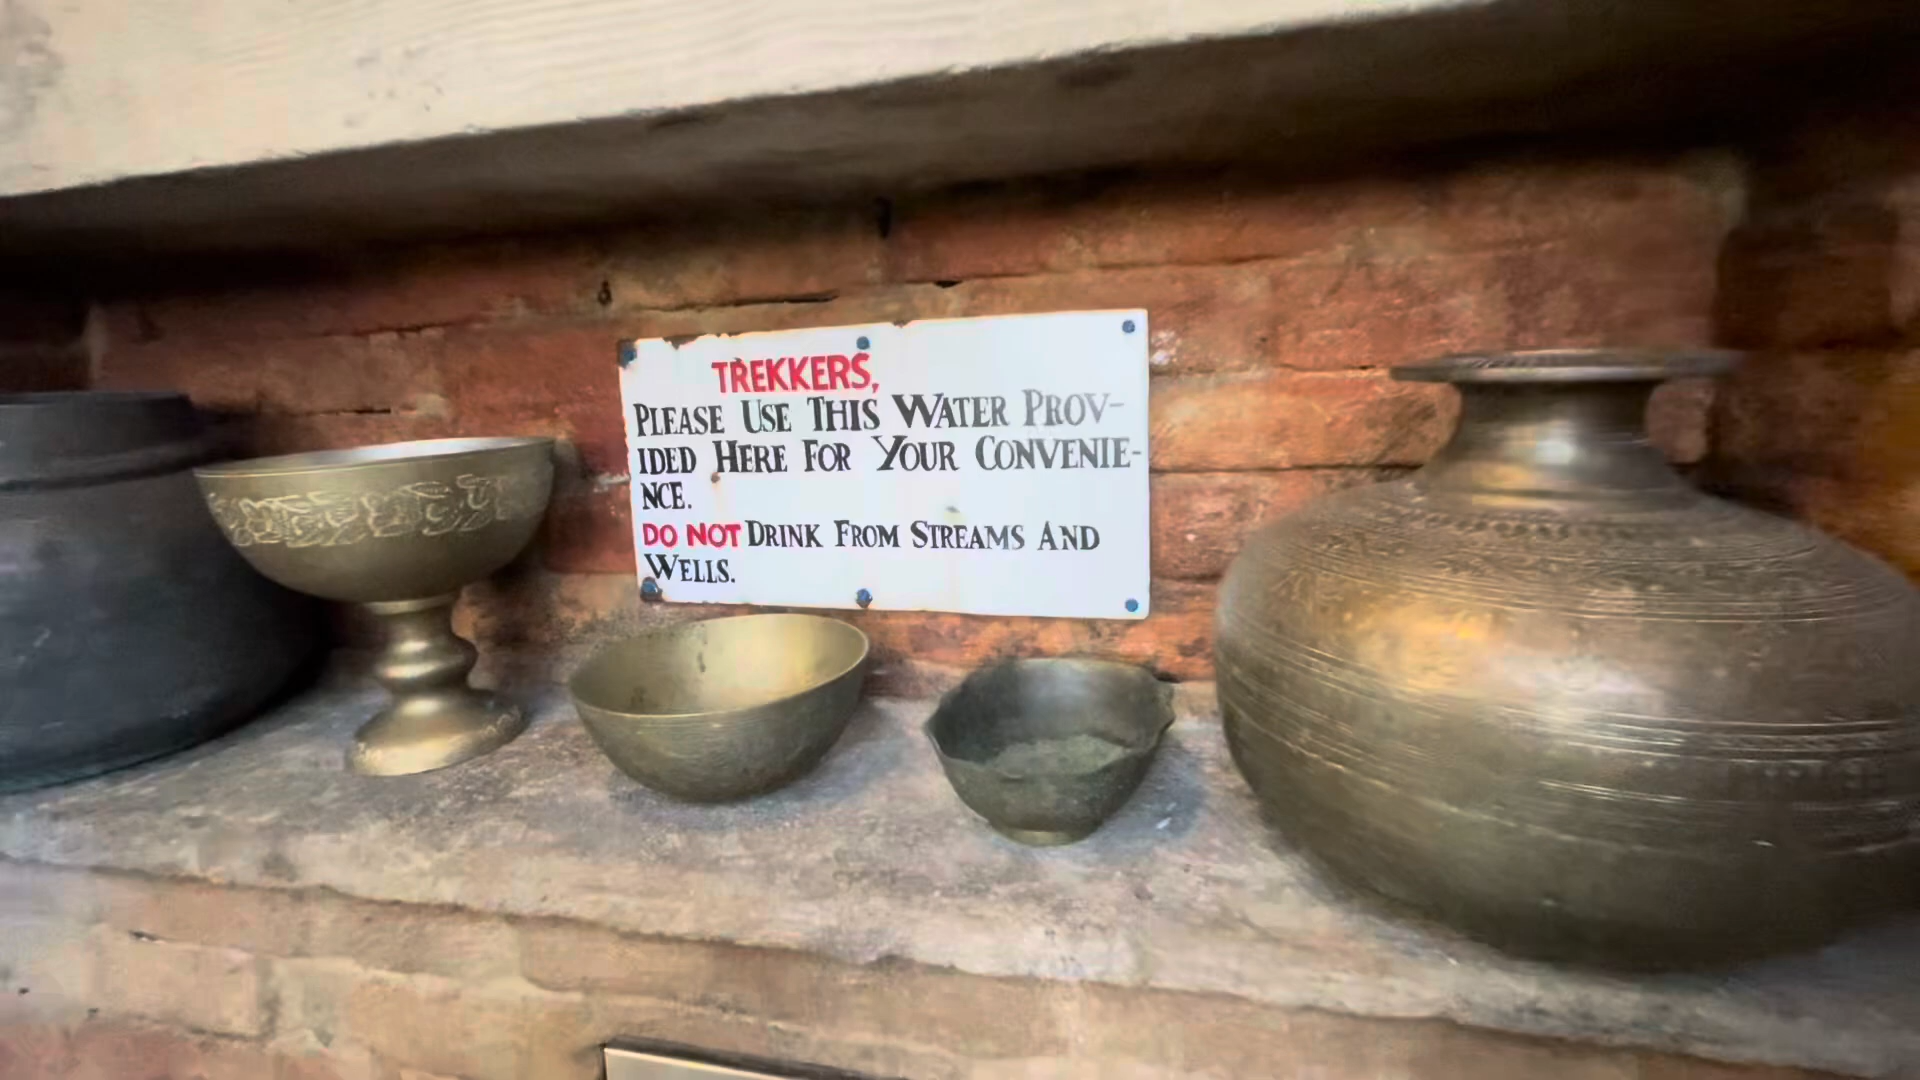 TREKKERS,
PLEASE USE THIS WATER PROV-
IDED HERE FOR YOUR CONVENIE-
NCE.
DO NOT DRINK FROM STREAMS AND
WELLS.